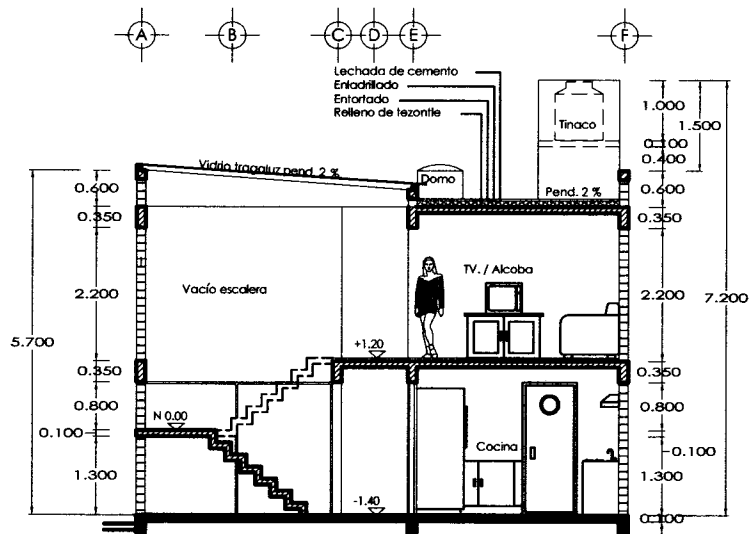 A B C D E F
Lechada de cemento
Enladrillado
Entortado
Relleno de tezontle
Tinaco
1.000
0.100
0.400
1.500
Vidrio tragaluz pend. 2 %
Domo
Pend. 2 %
0.600
0.600
0.350
0.350
Vacío escalera
TV. / Alcoba
2.200
2.200
5.700
7.200
+1.20
0.350
0.350
0.800
0.800
N 0.00
0.100
Cocina
-0.100
1.300
1.300
-1.40
0.100